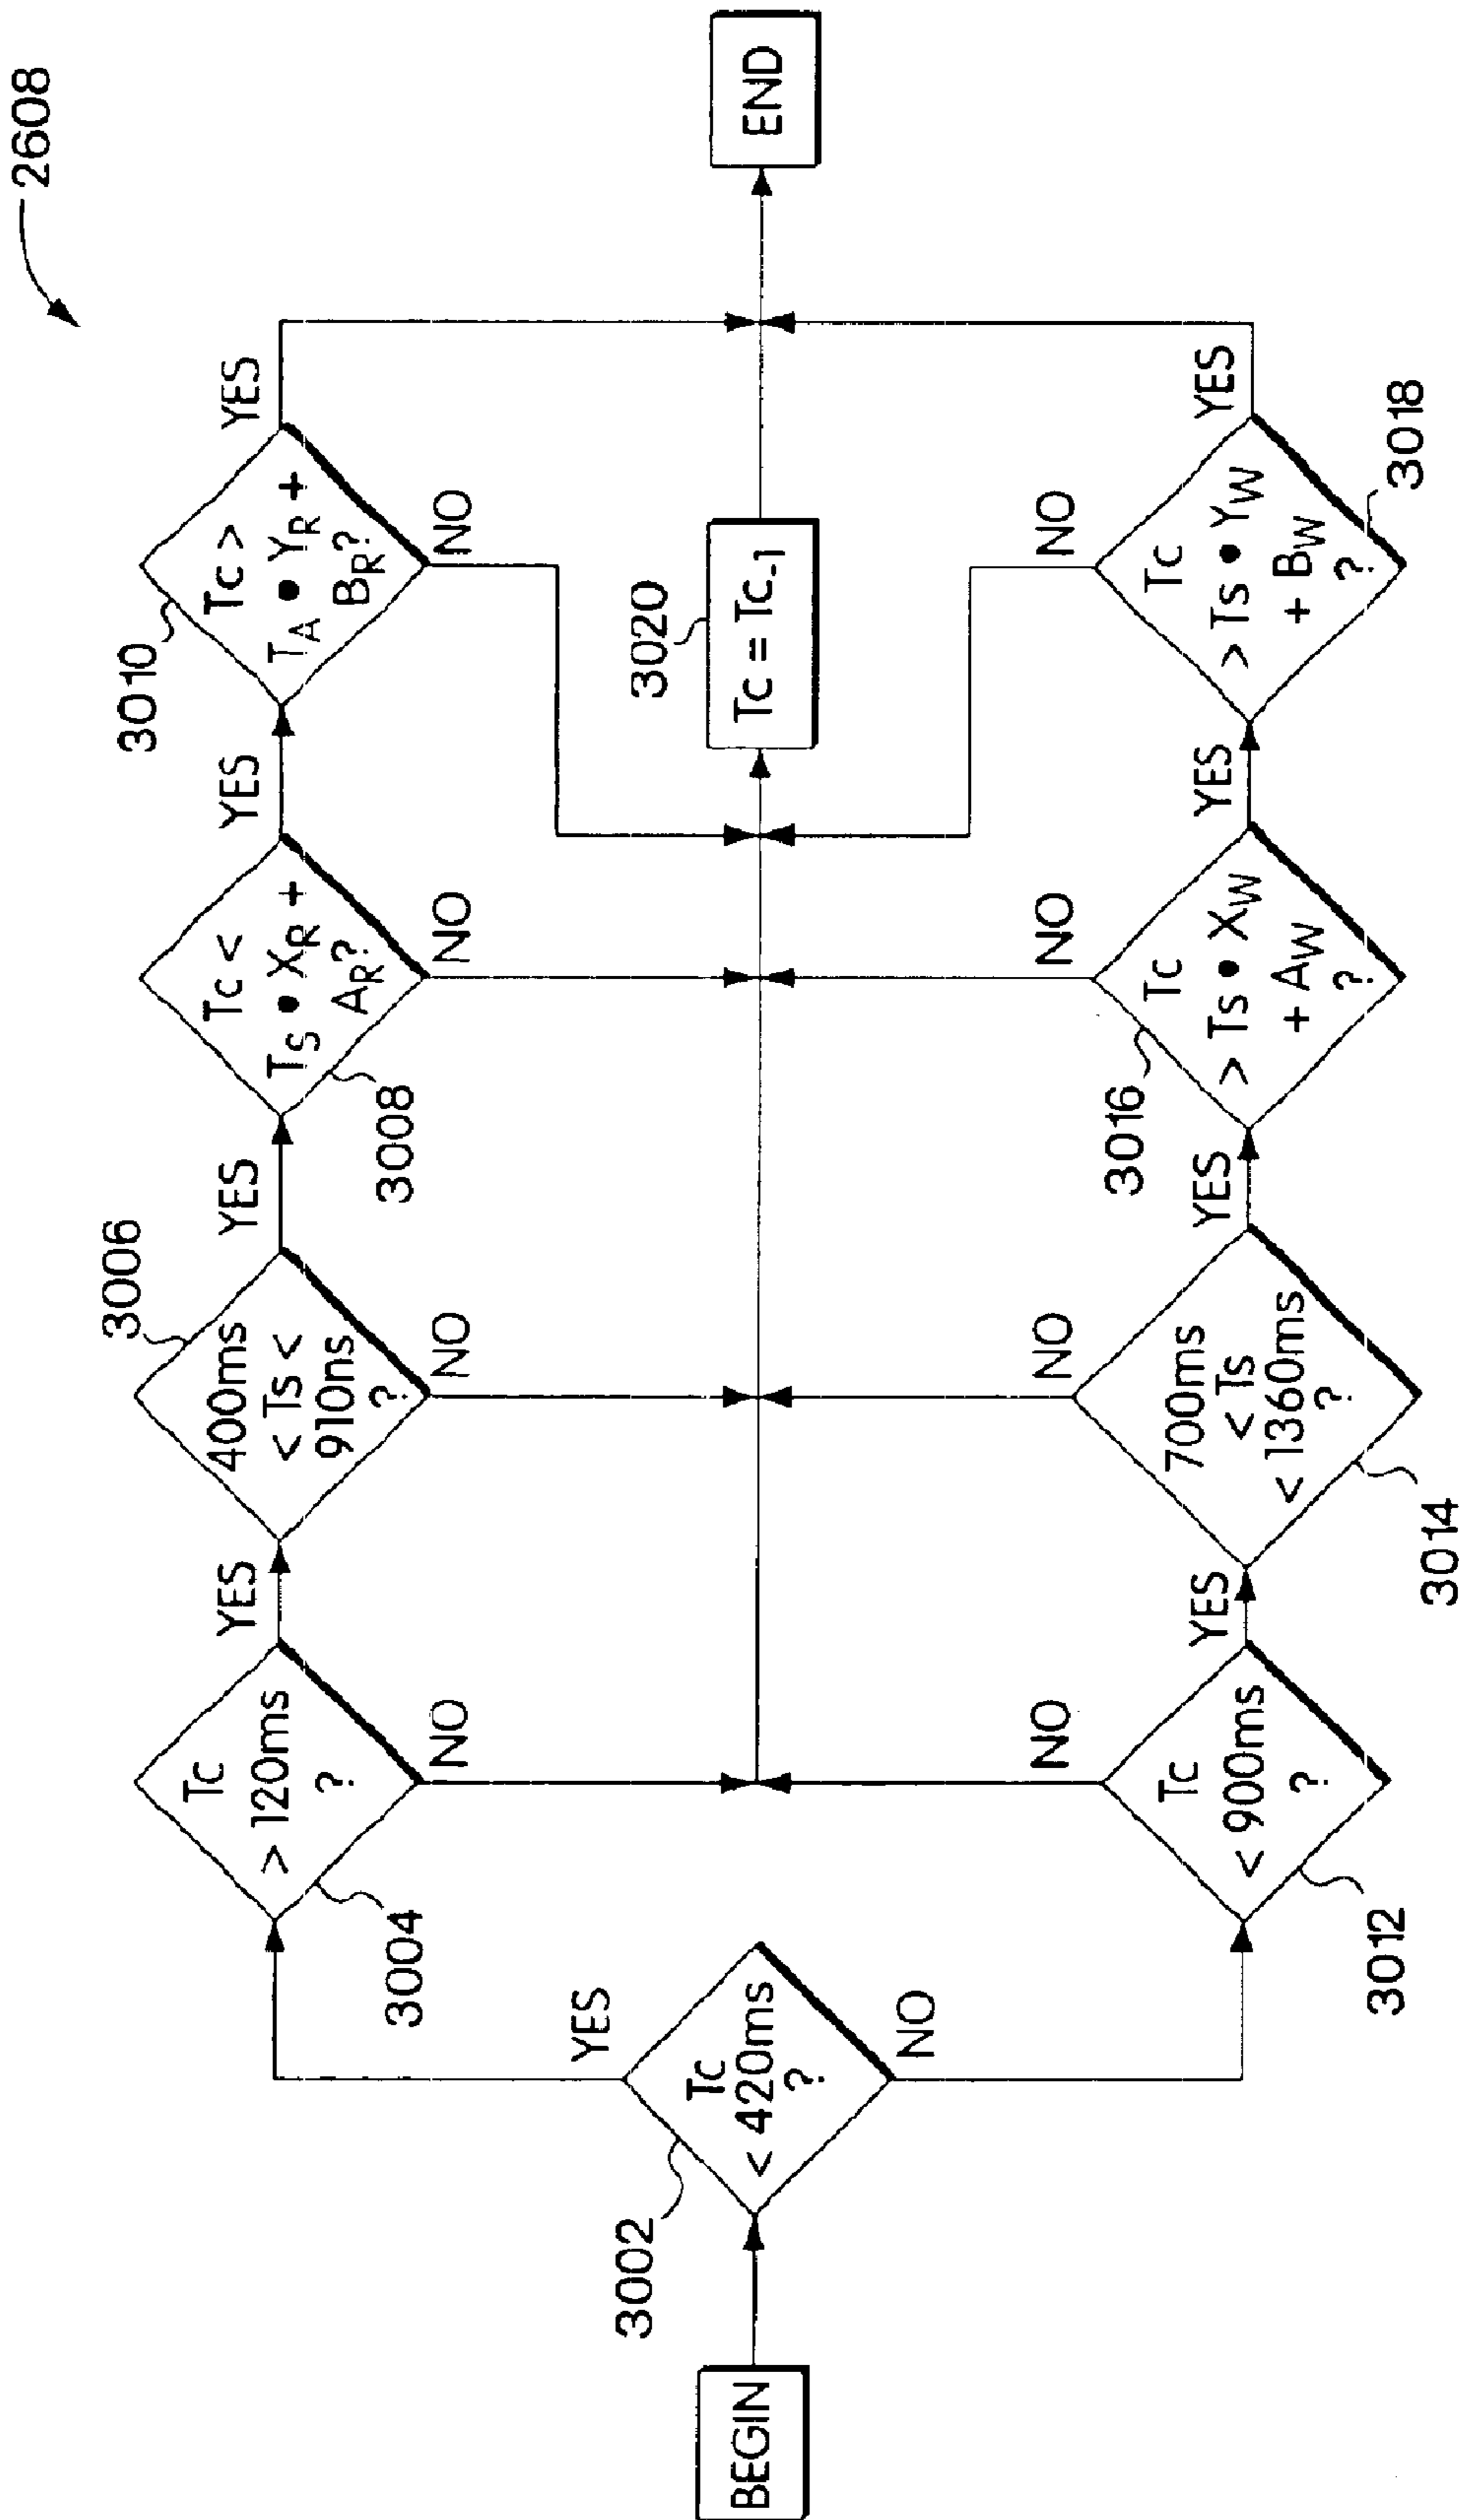 2608
BEGIN
3002
Tc
< 420ms
?
YES
NO
3004
Tc
> 120ms
?
YES
NO
3006
400ms
< Ts <
910ns
?
YES
NO
3008
Tc <
Ts • XR +
AR?
YES
NO
3010
Tc >
TA • YR +
BR?
YES
NO
3012
Tc
< 900ms
?
YES
NO
3014
700ms
< Ts
< 1360ms
?
YES
NO
3016
Tc
> Ts • XW
+ AW
?
YES
NO
3018
Tc
> Ts • YW
+ BW
?
YES
NO
3020
Tc = Tc-1
END